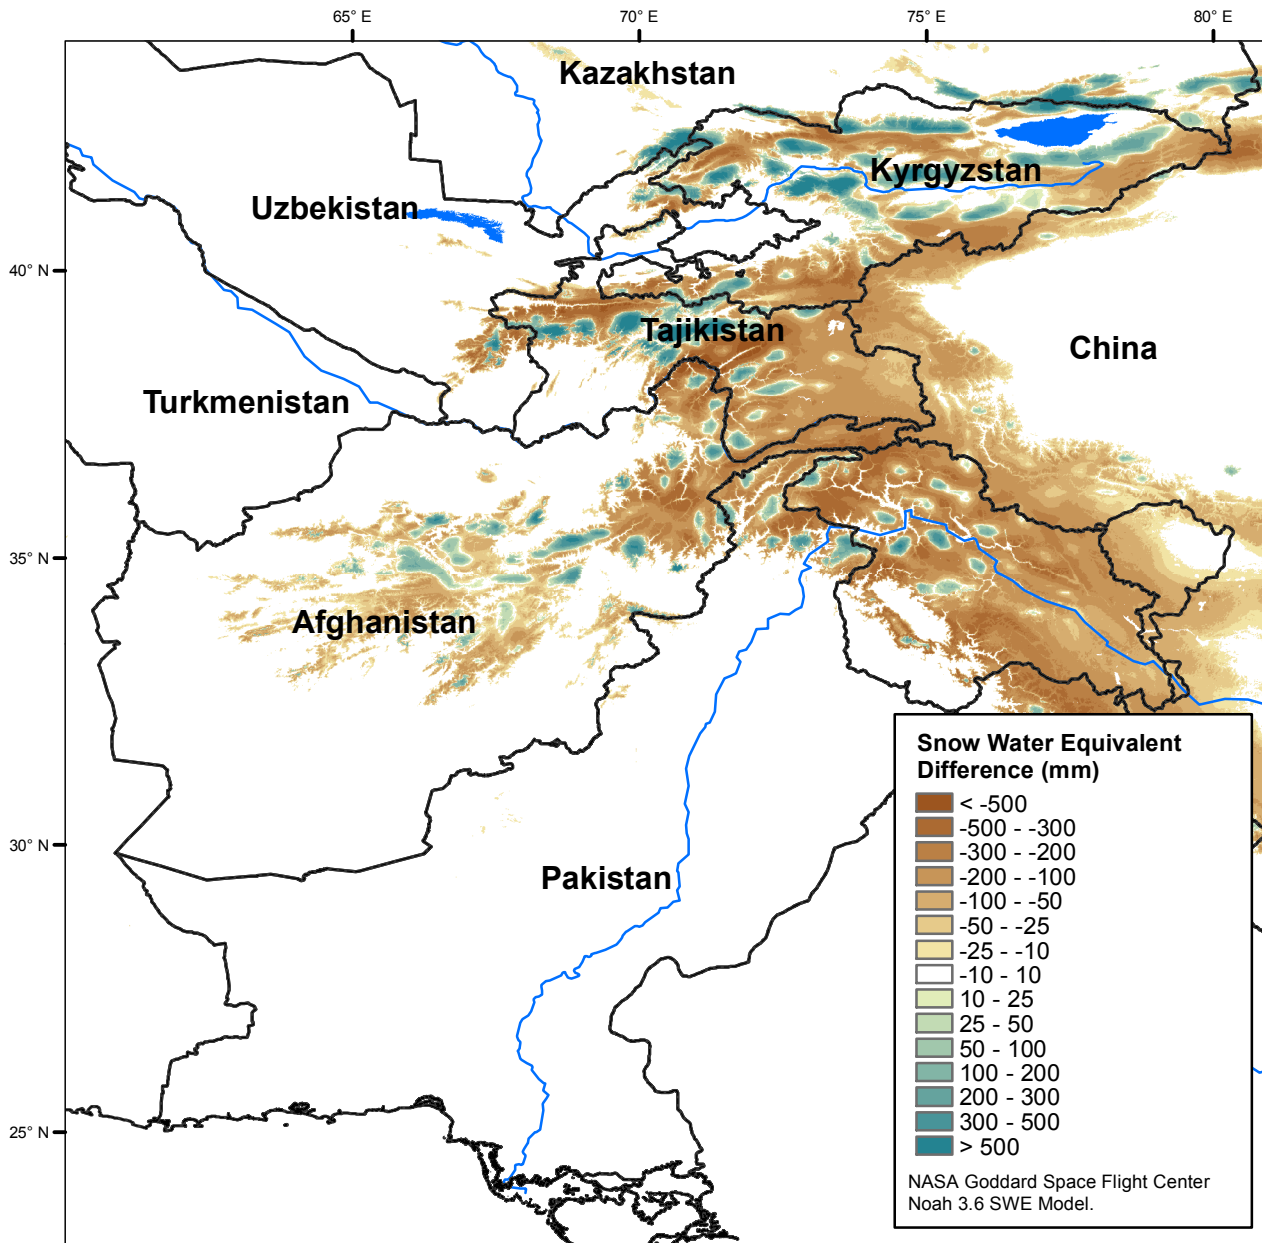 65° E
70° E
75° E
80° E
Kazakhstan
Kyrgyzstan
Uzbekistan
40° N
Tajikistan
China
Turkmenistan
35° N
Afghanistan
Snow Water Equivalent
Difference (mm)
< -500
-500 - -300
-300 - -200
-200 - -100
-100 - -50
-50 - -25
-25 - -10
-10 - 10
10 - 25
25 - 50
50 - 100
100 - 200
200 - 300
300 - 500
> 500
NASA Goddard Space Flight Center
Noah 3.6 SWE Model.
30° N
Pakistan
25° N